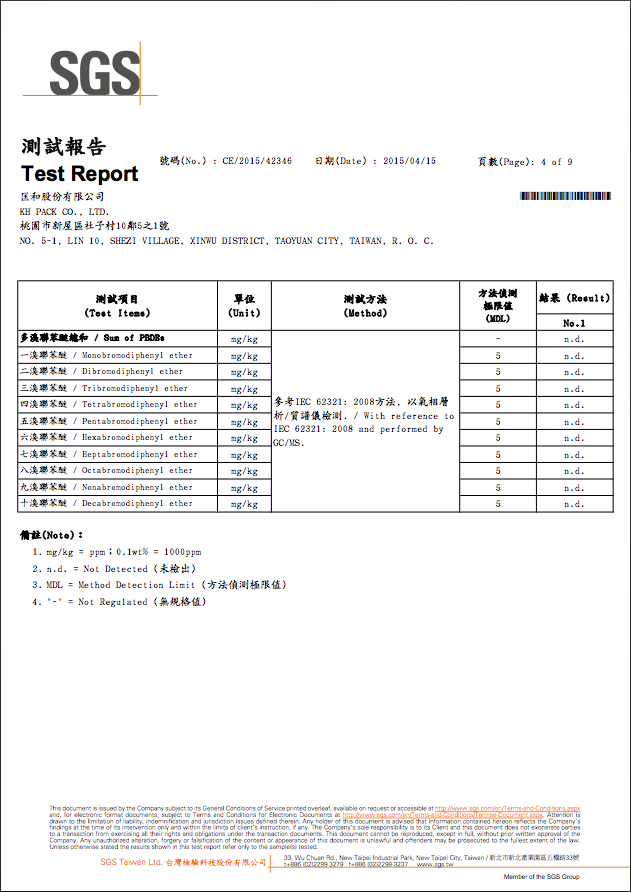 SGS
測試報告
Test Report
號碼(No.) : CE/2015/42346 日期(Date) : 2015/04/15 頁數(Page): 4 of 9
匡和股份有限公司
KH PACK CO., LTD.
桃園市新屋區社子村10鄰5之1號
NO. 5-1, LIN 10, SHEZI VILLAGE, XINWU DISTRICT, TAOYUAN CITY, TAIWAN, R. O. C.
測試項目 (Test Items) 單位 (Unit) 測試方法 (Method) 方法偵測極限值 (MDL) 結果 (Result)
No.1
多溴聯苯醚總和 / Sum of PBDEs mg/kg - n.d.
一溴聯苯醚 / Monobromodiphenyl ether mg/kg 5 n.d.
二溴聯苯醚 / Dibromodiphenyl ether mg/kg 5 n.d.
三溴聯苯醚 / Tribromodiphenyl ether mg/kg 5 n.d.
四溴聯苯醚 / Tetrabromodiphenyl ether mg/kg 5 n.d.
五溴聯苯醚 / Pentabromodiphenyl ether mg/kg 5 n.d.
六溴聯苯醚 / Hexabromodiphenyl ether mg/kg 5 n.d.
七溴聯苯醚 / Heptabromodiphenyl ether mg/kg 5 n.d.
八溴聯苯醚 / Octabromodiphenyl ether mg/kg 5 n.d.
九溴聯苯醚 / Nonabromodiphenyl ether mg/kg 5 n.d.
十溴聯苯醚 / Decabromodiphenyl ether mg/kg 5 n.d.
參考IEC 62321: 2008方法, 以氣相層
析/質譜儀檢測. / With reference to
IEC 62321: 2008 and performed by
GC/MS.
備註(Note)：
1. mg/kg = ppm；0.1wt% = 1000ppm
2. n.d. = Not Detected (未檢出)
3. MDL = Method Detection Limit (方法偵測極限值)
4. "-" = Not Regulated (無規格值)
This document is issued by the Company subject to its General Conditions of Service printed overleaf, available on request or accessible at http://www.sgs.com/en/Terms-and-Conditions.aspx
and, for electronic format documents, subject to Terms and Conditions for Electronic Documents at http://www.sgs.com/en/Terms-and-Conditions/Terms-e-Document.aspx. Attention is
drawn to the limitation of liability, indemnification and jurisdiction issues defined therein. Any holder of this document is advised that information contained hereon reflects the Company's
findings at the time of its intervention only and within the limits of client's instruction, if any. The Company's sole responsibility is to its Client and this document does not exonerate parties
to a transaction from exercising all their rights and obligations under the transaction documents. This document cannot be reproduced, except in full, without prior written approval of the
Company. Any unauthorized alteration, forgery or falsification of the content or appearance of this document is unlawful and offenders may be prosecuted to the fullest extent of the law.
Unless otherwise stated the results shown in this test report refer only to the sample(s) tested.
SGS Taiwan Ltd. 台灣檢驗科技股份有限公司
33, Wu Chuan Rd., New Taipei Industrial Park, New Taipei City, Taiwan / 新北市新北產業園區五權路33號
t+886 (02)2299 3279 f+886 (02)2299 3237 www.sgs.tw
Member of the SGS Group